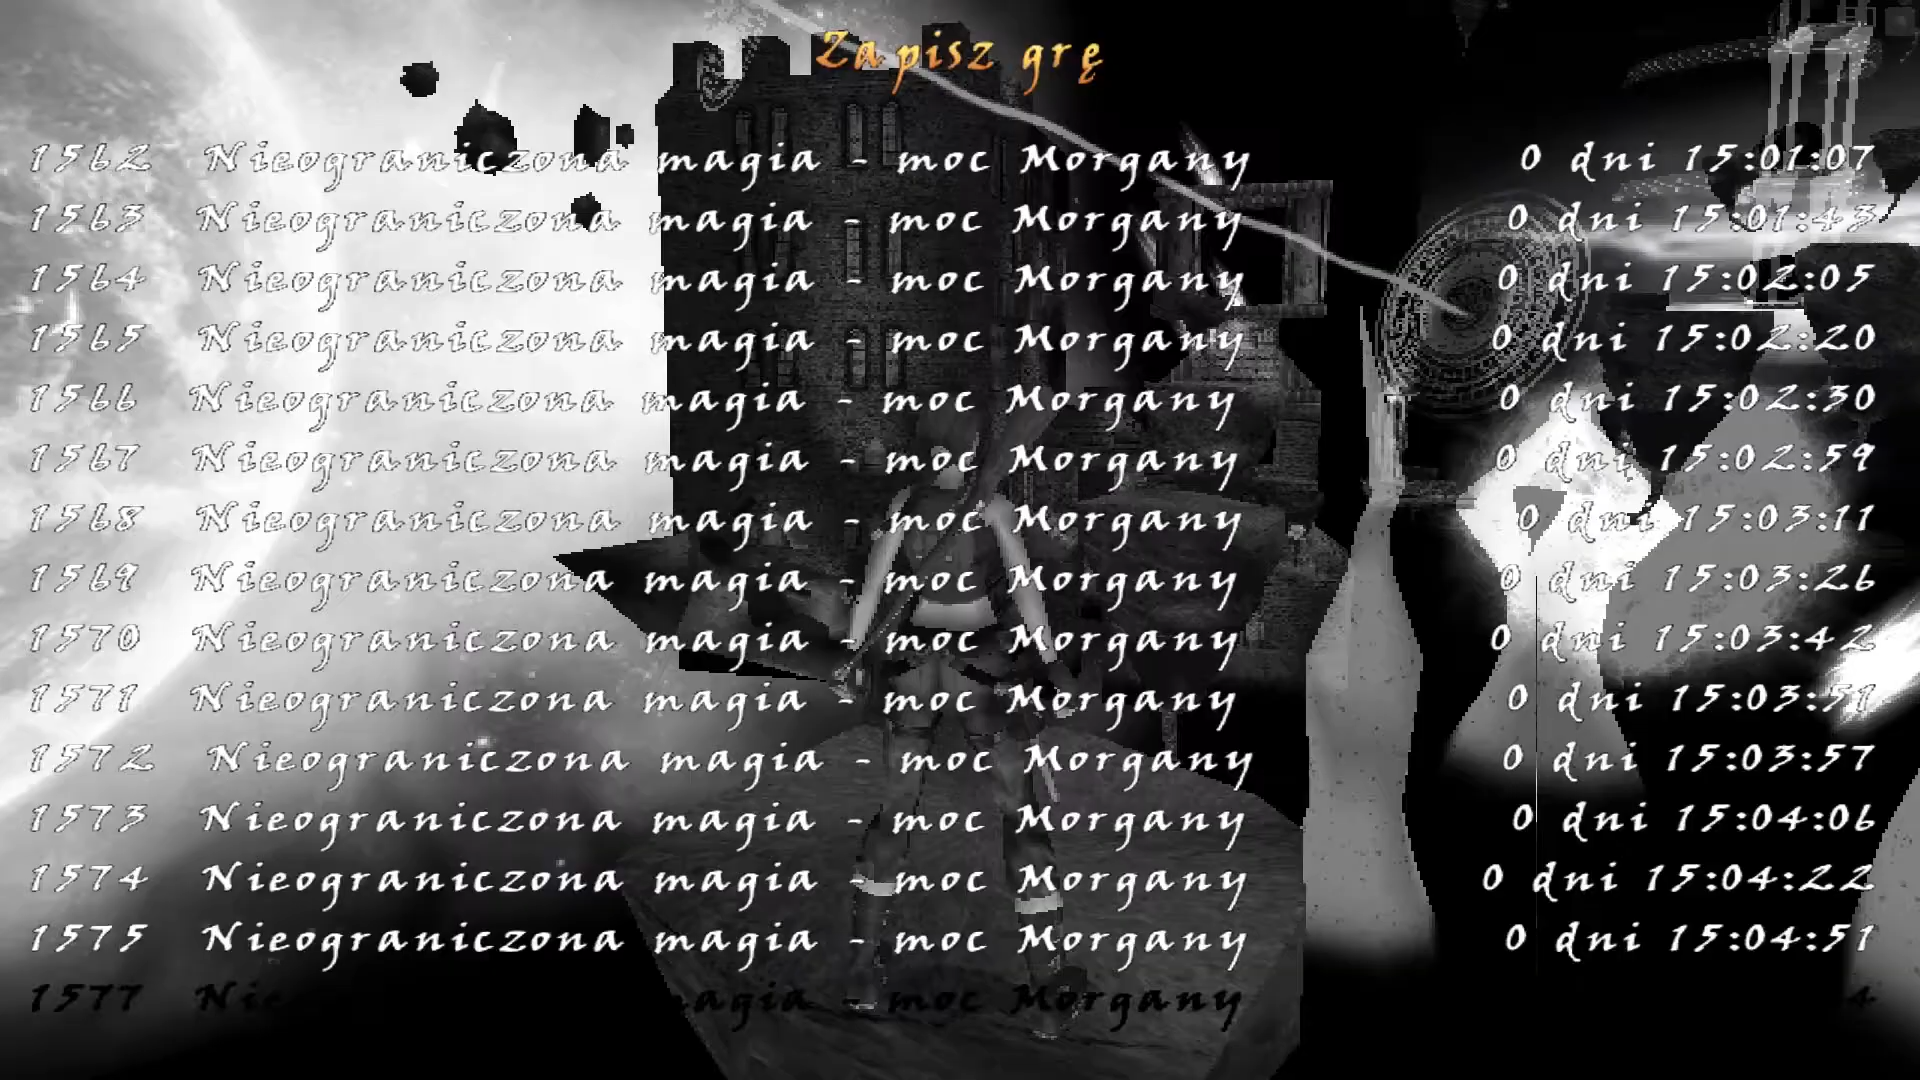 Zapisz grę
1562 Nieograniczona magia - moc Morgany 0 dni 15:01:07
1563 Nieograniczona magia - moc Morgany 0 dni 15:01:43
1564 Nieograniczona magia - moc Morgany 0 dni 15:02:05
1565 Nieograniczona magia - moc Morgany 0 dni 15:02:20
1566 Nieograniczona magia - moc Morgany 0 dni 15:02:30
1567 Nieograniczona magia - moc Morgany 0 dni 15:02:59
1568 Nieograniczona magia - moc Morgany 0 dni 15:03:11
1569 Nieograniczona magia - moc Morgany 0 dni 15:03:26
1570 Nieograniczona magia - moc Morgany 0 dni 15:03:42
1571 Nieograniczona magia - moc Morgany 0 dni 15:03:51
1572 Nieograniczona magia - moc Morgany 0 dni 15:03:57
1573 Nieograniczona magia - moc Morgany 0 dni 15:04:06
1574 Nieograniczona magia - moc Morgany 0 dni 15:04:22
1575 Nieograniczona magia - moc Morgany 0 dni 15:04:51
1577 magia - moc Morgany